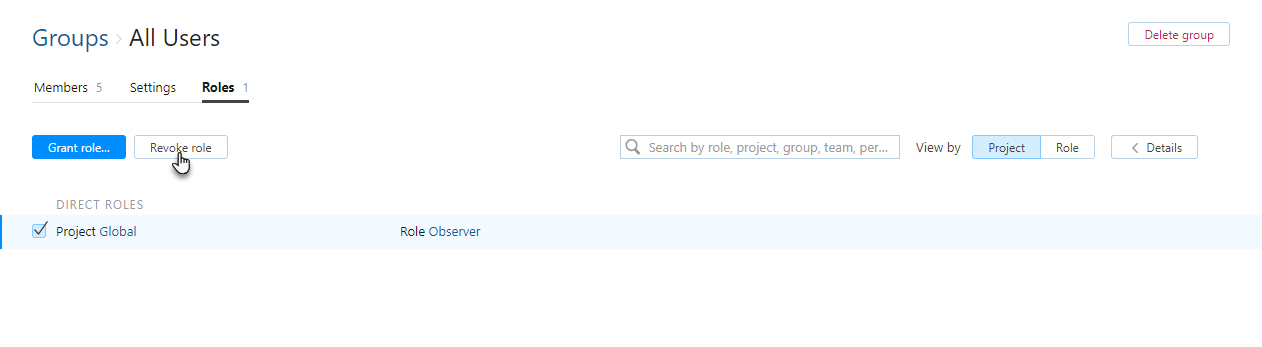 Groups › All Users
Delete group
Members 5 Settings Roles 1
Grant role... Revoke role Search by role, project, group, team, per... View by Project Role Details
DIRECT ROLES
Project Global Role Observer